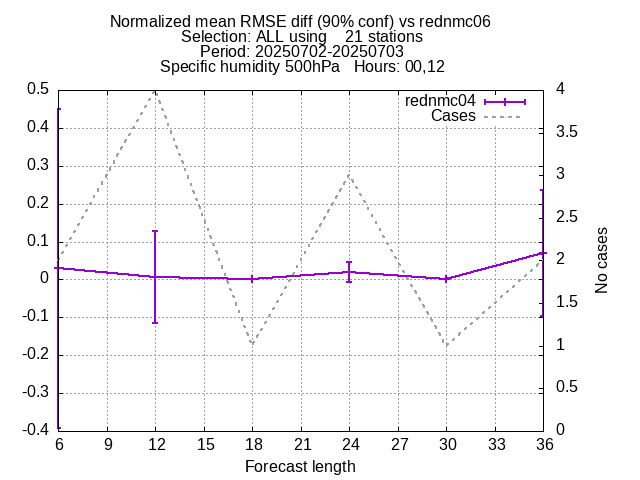 Normalized mean RMSE diff (90% conf) vs rednmc06
Selection: ALL using    21 stations
Period: 20250702-20250703
Specific humidity 500hPa   Hours: 00,12
rednmc04
Cases
0.5
0.4
0.3
0.2
0.1
0
-0.1
-0.2
-0.3
-0.4
4
3.5
3
2.5
2
1.5
1
0.5
0
No cases
6 9 12 15 18 21 24 27 30 33 36
Forecast length